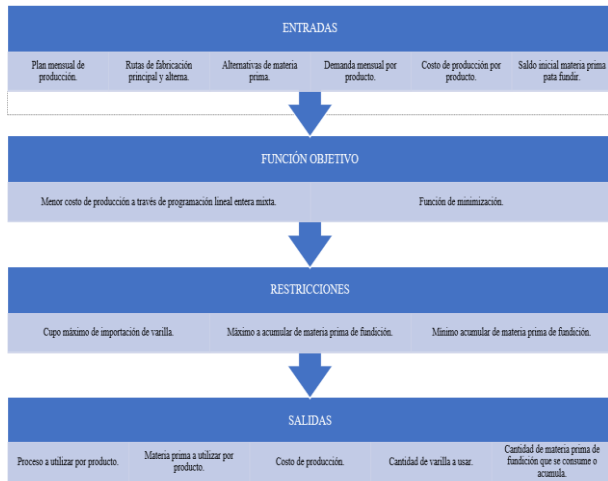 ENTRADAS
Plan mensual de
producción.
Rutas de fabricación
principal y alterna.
Alternativas de materia
prima.
Demanda mensual por
producto.
Costo de producción por
producto.
Saldo inicial materia prima
pata fundir.
FUNCIÓN OBJETIVO
Menor costo de producción a través de programación lineal entera mixta.
Función de minimización.
RESTRICCIONES
Cupo máximo de importación de varilla.
Máximo a acumular de materia prima de fundición.
Mínimo acumular de materia prima de fundición.
SALIDAS
Proceso a utilizar por producto.
Materia prima a utilizar por
producto.
Costo de producción.
Cantidad de varilla a usar.
Cantidad de materia prima de
fundición que se consume o
acumula.